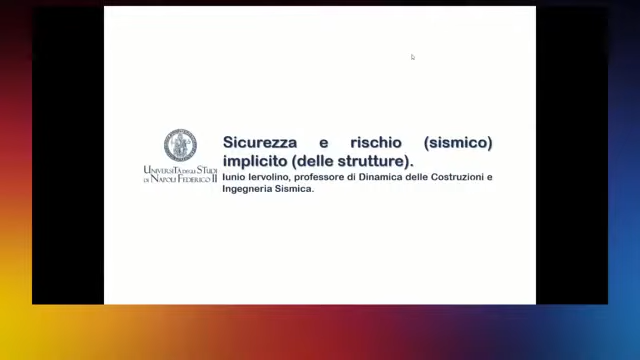 Sicurezza e rischio (sismico)
implicito (delle strutture).
UNIVERSITÀ DEGLI STUDI
DI NAPOLI FEDERICO II
Iunio Iervolino, professore di Dinamica delle Costruzioni e
Ingegneria Sismica.